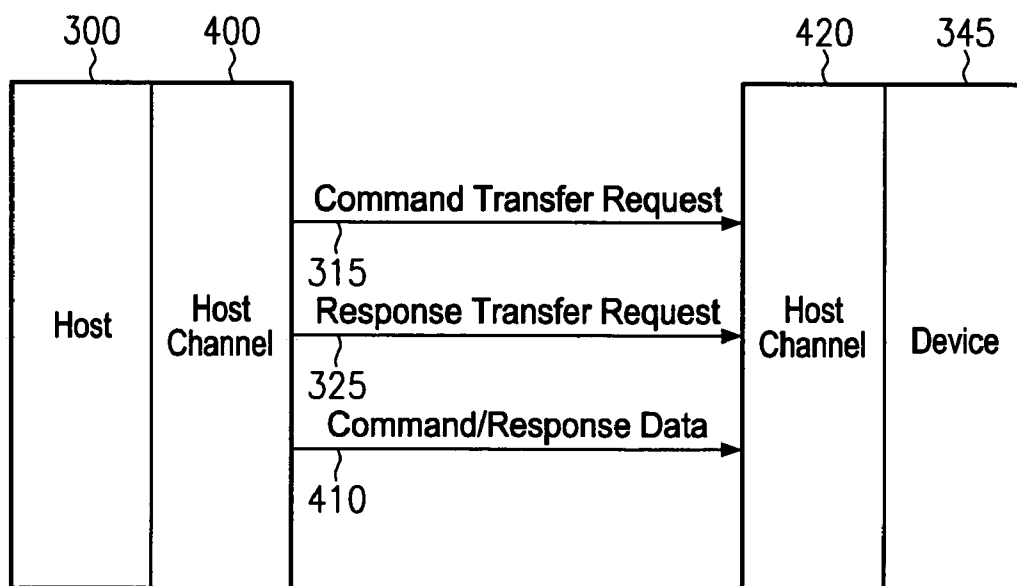 300 400 420 345
Command Transfer Request
315
Host Host Channel Response Transfer Request Host Channel Device
325
Command/Response Data
410